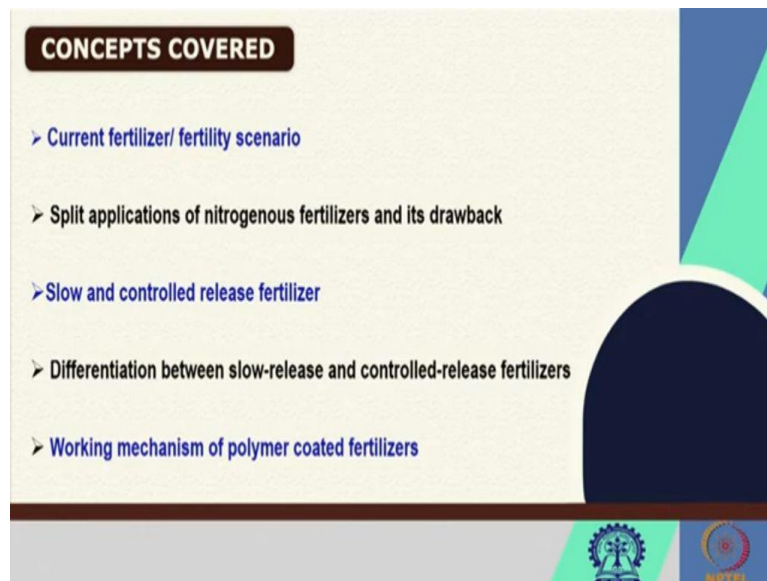 CONCEPTS COVERED
➢ Current fertilizer/ fertility scenario
➢ Split applications of nitrogenous fertilizers and its drawback
➢Slow and controlled release fertilizer
➢ Differentiation between slow-release and controlled-release fertilizers
➢ Working mechanism of polymer coated fertilizers
NPTEL